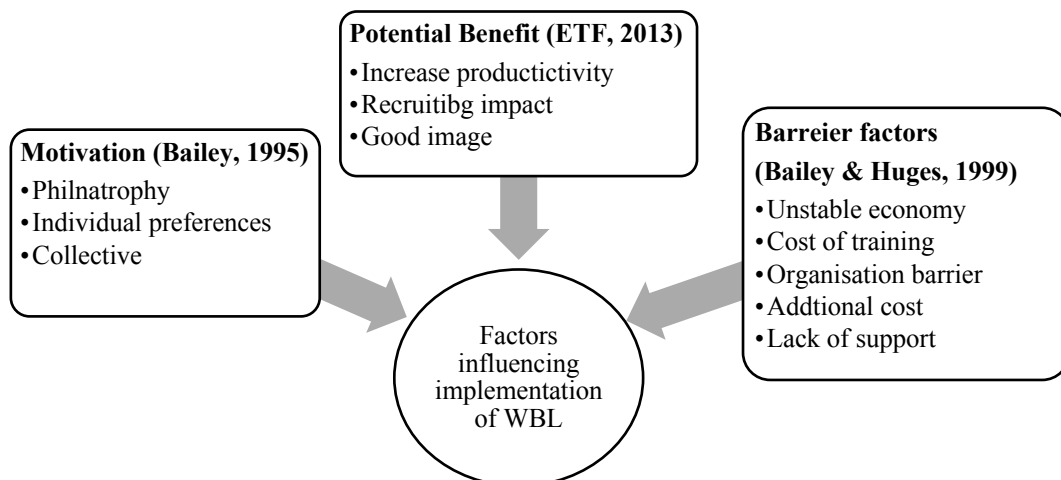 Potential Benefit (ETF, 2013)
•Increase productictivity
•Recruitibg impact
•Good image
Motivation (Bailey, 1995)
•Philnatrophy
•Individual preferences
•Collective
Barreier factors
(Bailey & Huges, 1999)
•Unstable economy
•Cost of training
•Organisation barrier
•Addtional cost
•Lack of support
Factors
influencing
implementation
of WBL